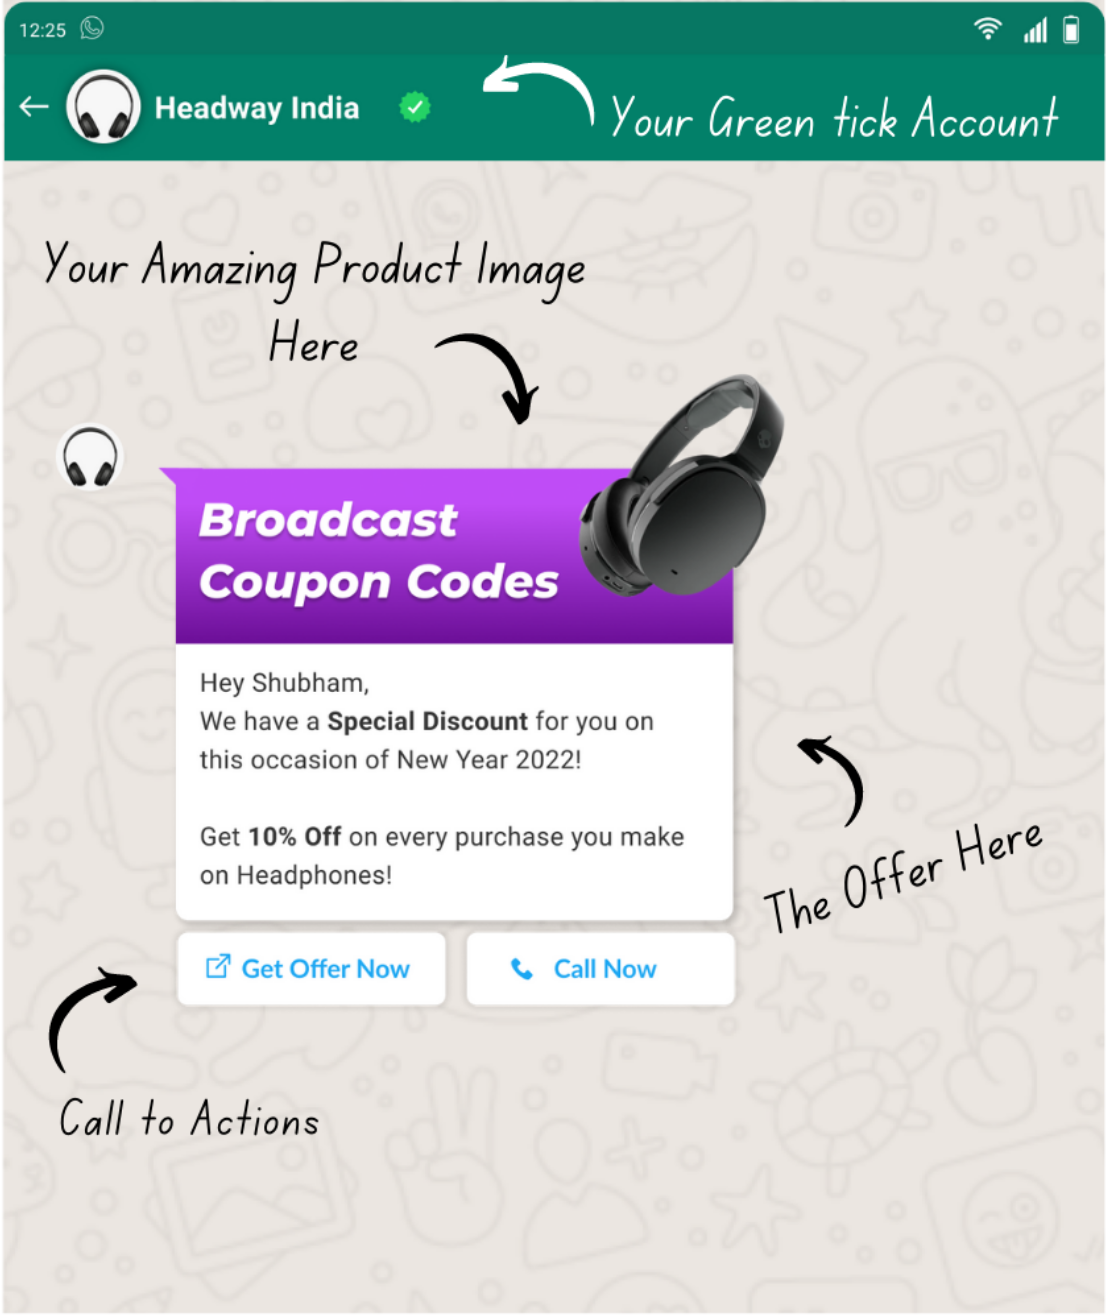 12:25
Headway India
Your Green tick Account
Your Amazing Product Image
Here
Broadcast
Coupon Codes
Hey Shubham,
We have a Special Discount for you on
this occasion of New Year 2022!
Get 10% Off on every purchase you make
on Headphones!
The Offer Here
Get Offer Now
Call Now
Call to Actions